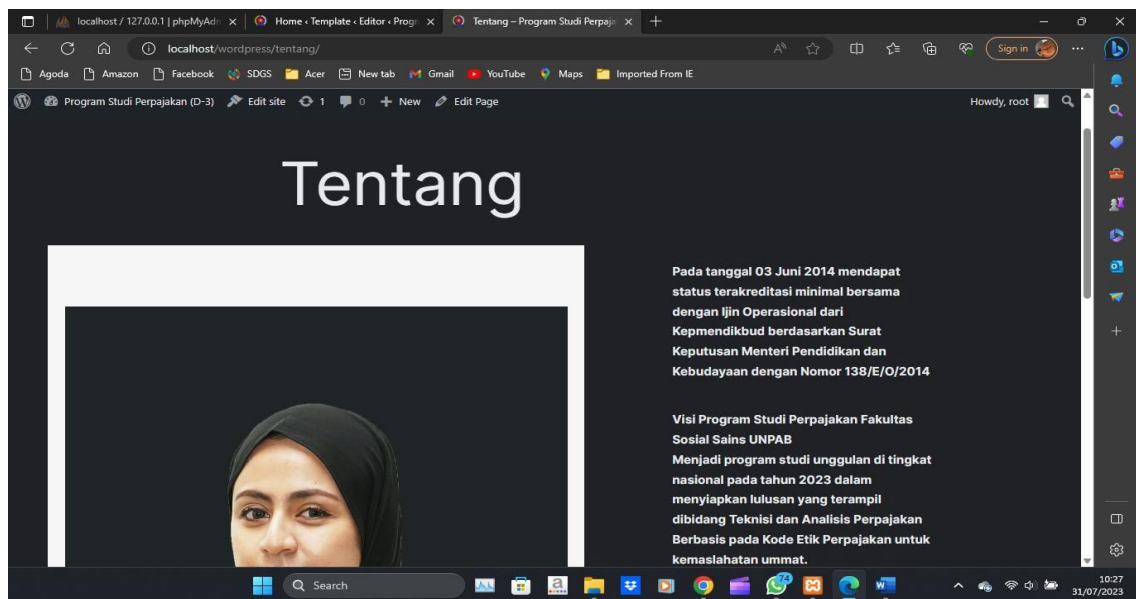 localhost / 127.0.0.1 | phpMyAdm
Home ‹ Template ‹ Editor ‹ Progr
Tentang – Program Studi Perpaja
localhost/wordpress/tentang/
Sign in
Agoda Amazon Facebook SDGS Acer New tab Gmail YouTube Maps Imported From IE
Program Studi Perpajakan (D-3) Edit site 1 0 New Edit Page Howdy, root
Tentang
Pada tanggal 03 Juni 2014 mendapat
status terakreditasi minimal bersama
dengan Ijin Operasional dari
Kepmendikbud berdasarkan Surat
Keputusan Menteri Pendidikan dan
Kebudayaan dengan Nomor 138/E/O/2014
Visi Program Studi Perpajakan Fakultas
Sosial Sains UNPAB
Menjadi program studi unggulan di tingkat
nasional pada tahun 2023 dalam
menyiapkan lulusan yang terampil
dibidang Teknisi dan Analisis Perpajakan
Berbasis pada Kode Etik Perpajakan untuk
kemaslahatan ummat.
Search
74
10:27
31/07/2023